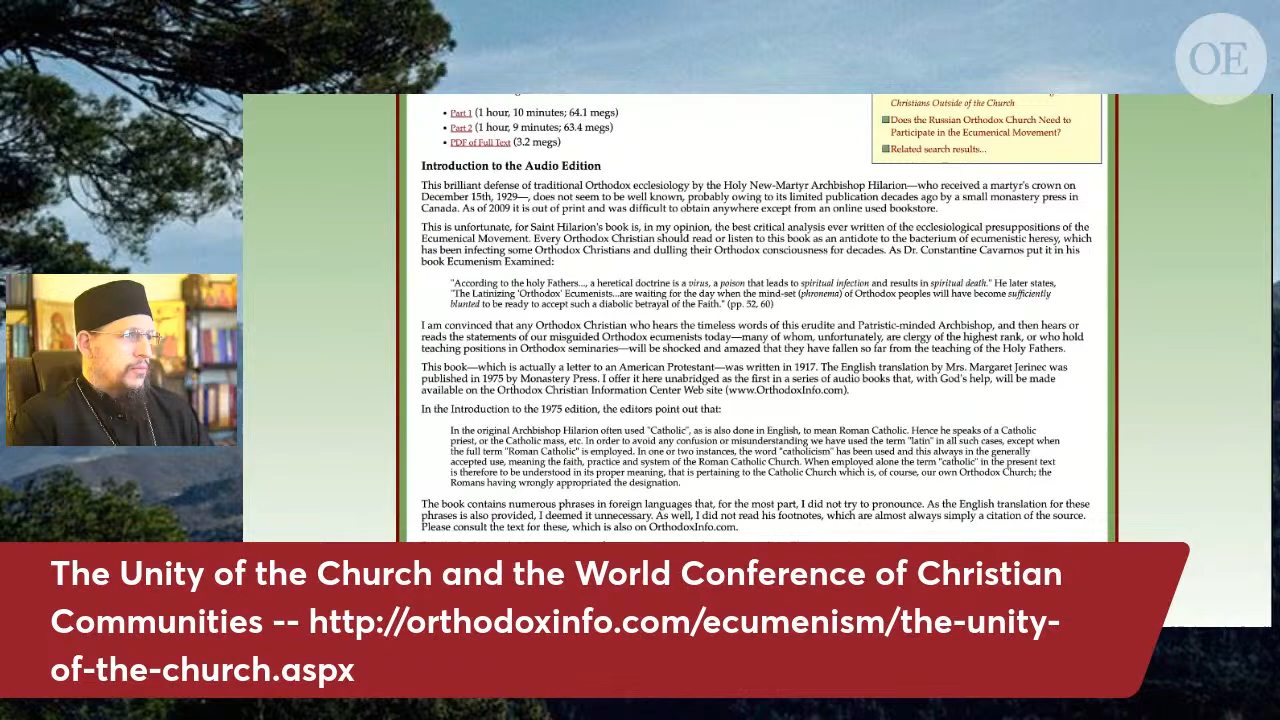 OE
Christians Outside of the Church
Does the Russian Orthodox Church Need to
Participate in the Ecumenical Movement?
Related search results...
• Part 1 (1 hour, 10 minutes; 64.1 megs)
• Part 2 (1 hour, 9 minutes; 63.4 megs)
• PDF of Full Text (3.2 megs)
Introduction to the Audio Edition
This brilliant defense of traditional Orthodox ecclesiology by the Holy New-Martyr Archbishop Hilarion—who received a martyr's crown on
December 15th, 1929—, does not seem to be well known, probably owing to its limited publication decades ago by a small monastery press in
Canada. As of 2009 it is out of print and was difficult to obtain anywhere except from an online used bookstore.
This is unfortunate, for Saint Hilarion's book is, in my opinion, the best critical analysis ever written of the ecclesiological presuppositions of the
Ecumenical Movement. Every Orthodox Christian should read or listen to this book as an antidote to the bacterium of ecumenistic heresy, which
has been infecting some Orthodox Christians and dulling their Orthodox consciousness for decades. As Dr. Constantine Cavarnos put it in his
book Ecumenism Examined:
"According to the holy Fathers..., a heretical doctrine is a virus, a poison that leads to spiritual infection and results in spiritual death." He later states,
"The Latinizing 'Orthodox' Ecumenists...are waiting for the day when the mind-set (phronema) of Orthodox peoples will have become sufficiently
blunted to be ready to accept such a diabolic betrayal of the Faith." (pp. 52, 60)
I am convinced that any Orthodox Christian who hears the timeless words of this erudite and Patristic-minded Archbishop, and then hears or
reads the statements of our misguided Orthodox ecumenists today—many of whom, unfortunately, are clergy of the highest rank, or who hold
teaching positions in Orthodox seminaries—will be shocked and amazed that they have fallen so far from the teaching of the Holy Fathers.
This book—which is actually a letter to an American Protestant—was written in 1917. The English translation by Mrs. Margaret Jerinec was
published in 1975 by Monastery Press. I offer it here unabridged as the first in a series of audio books that, with God's help, will be made
available on the Orthodox Christian Information Center Web site (www.OrthodoxInfo.com).
In the Introduction to the 1975 edition, the editors point out that:
In the original Archbishop Hilarion often used "Catholic", as is also done in English, to mean Roman Catholic. Hence he speaks of a Catholic
priest, or the Catholic mass, etc. In order to avoid any confusion or misunderstanding we have used the term "latin" in all such cases, except when
the full term "Roman Catholic" is employed. In one or two instances, the word "catholicism" has been used and this always in the generally
accepted use, meaning the faith, practice and system of the Roman Catholic Church. When employed alone the term "catholic" in the present text
is therefore to be understood in its proper meaning, that is pertaining to the Catholic Church which is, of course, our own Orthodox Church; the
Romans having wrongly appropriated the designation.
The book contains numerous phrases in foreign languages that, for the most part, I did not try to pronounce. As the English translation for these
phrases is also provided, I deemed it unnecessary. As well, I did not read his footnotes, which are almost always simply a citation of the source.
Please consult the text for these, which is also on OrthodoxInfo.com.
The Unity of the Church and the World Conference of Christian
Communities -- http://orthodoxinfo.com/ecumenism/the-unity-
of-the-church.aspx